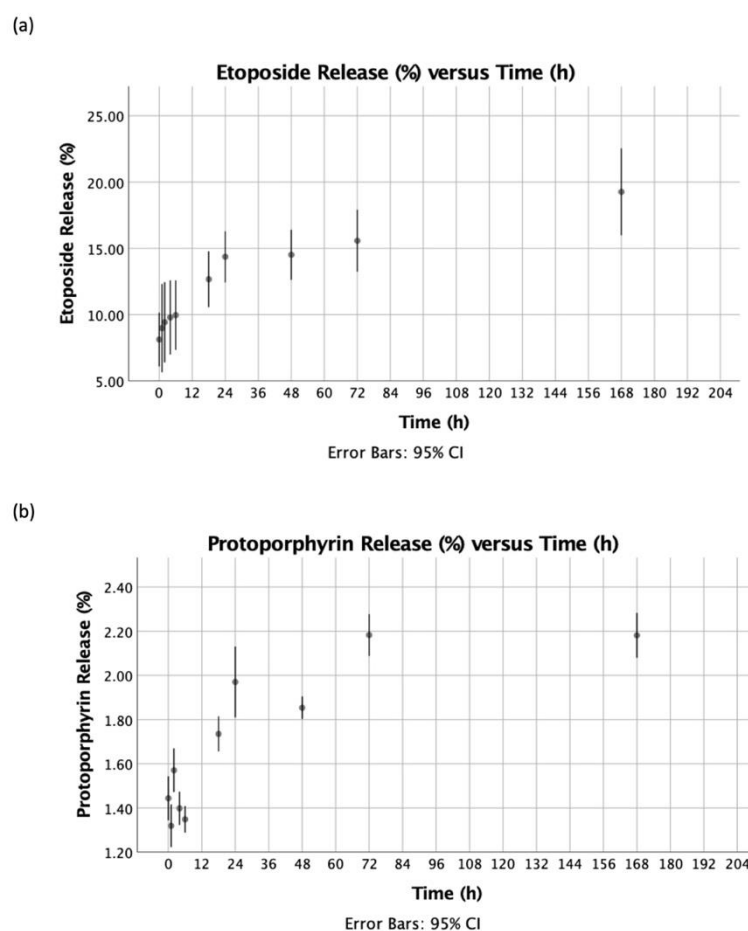 (a)
Etoposide Release (%) versus Time (h)
Etoposide Release (%)
25.00
20.00
15.00
10.00
5.00
0 12 24 36 48 60 72 84 96 108 120 132 144 156 168 180 192 204
Time (h)
Error Bars: 95% CI
(b)
Protoporphyrin Release (%) versus Time (h)
Protoporphyrin Release (%)
2.40
2.20
2.00
1.80
1.60
1.40
1.20
0 12 24 36 48 60 72 84 96 108 120 132 144 156 168 180 192 204
Time (h)
Error Bars: 95% CI